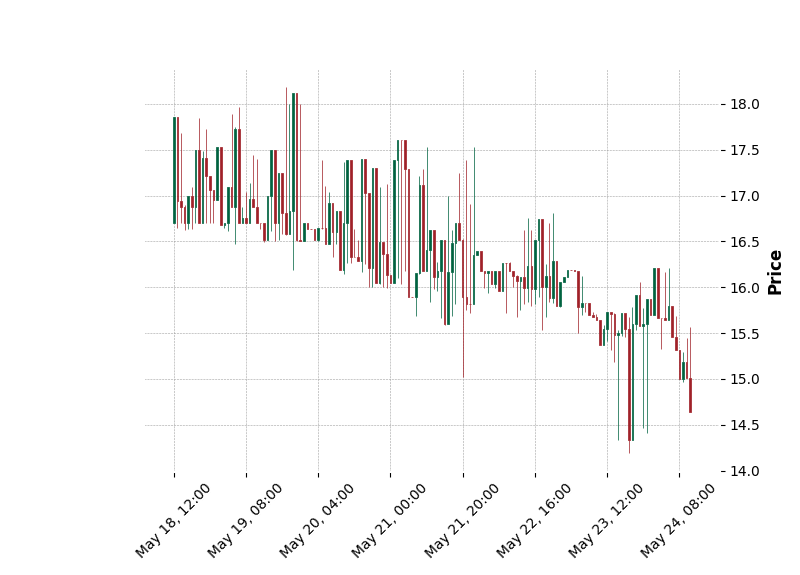 18.0
17.5
17.0
16.5
16.0
15.5
15.0
14.5
14.0
Price
May 18, 12:00
May 19, 08:00
May 20, 04:00
May 21, 00:00
May 21, 20:00
May 22, 16:00
May 23, 12:00
May 24, 08:00